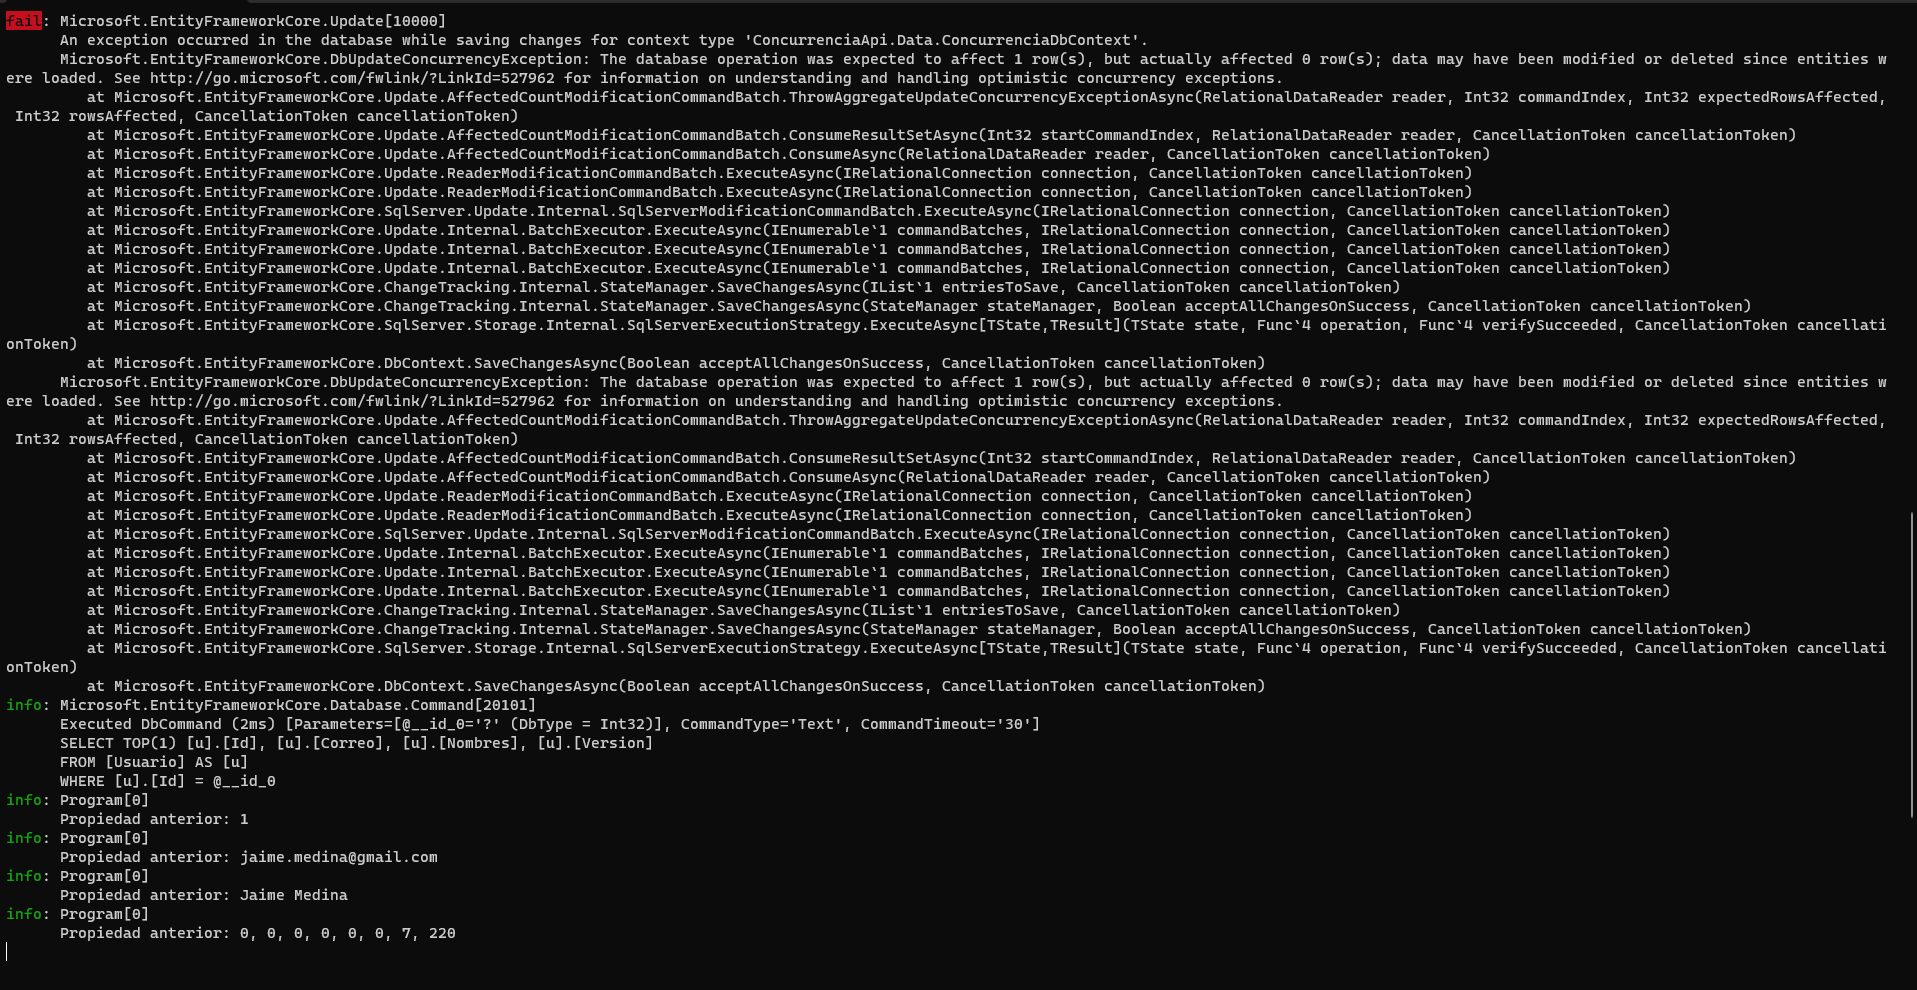 fail: Microsoft.EntityFrameworkCore.Update[10000]
An exception occurred in the database while saving changes for context type 'ConcurrenciaApi.Data.ConcurrenciaDbContext'.
Microsoft.EntityFrameworkCore.DbUpdateConcurrencyException: The database operation was expected to affect 1 row(s), but actually affected 0 row(s); data may have been modified or deleted since entities w
ere loaded. See http://go.microsoft.com/fwlink/?LinkId=527962 for information on understanding and handling optimistic concurrency exceptions.
at Microsoft.EntityFrameworkCore.Update.AffectedCountModificationCommandBatch.ThrowAggregateUpdateConcurrencyExceptionAsync(RelationalDataReader reader, Int32 commandIndex, Int32 expectedRowsAffected,
Int32 rowsAffected, CancellationToken cancellationToken)
at Microsoft.EntityFrameworkCore.Update.AffectedCountModificationCommandBatch.ConsumeResultSetAsync(Int32 startCommandIndex, RelationalDataReader reader, CancellationToken cancellationToken)
at Microsoft.EntityFrameworkCore.Update.AffectedCountModificationCommandBatch.ConsumeAsync(RelationalDataReader reader, CancellationToken cancellationToken)
at Microsoft.EntityFrameworkCore.Update.ReaderModificationCommandBatch.ExecuteAsync(IRelationalConnection connection, CancellationToken cancellationToken)
at Microsoft.EntityFrameworkCore.Update.ReaderModificationCommandBatch.ExecuteAsync(IRelationalConnection connection, CancellationToken cancellationToken)
at Microsoft.EntityFrameworkCore.SqlServer.Update.Internal.SqlServerModificationCommandBatch.ExecuteAsync(IRelationalConnection connection, CancellationToken cancellationToken)
at Microsoft.EntityFrameworkCore.Update.Internal.BatchExecutor.ExecuteAsync(IEnumerable`1 commandBatches, IRelationalConnection connection, CancellationToken cancellationToken)
at Microsoft.EntityFrameworkCore.Update.Internal.BatchExecutor.ExecuteAsync(IEnumerable`1 commandBatches, IRelationalConnection connection, CancellationToken cancellationToken)
at Microsoft.EntityFrameworkCore.Update.Internal.BatchExecutor.ExecuteAsync(IEnumerable`1 commandBatches, IRelationalConnection connection, CancellationToken cancellationToken)
at Microsoft.EntityFrameworkCore.ChangeTracking.Internal.StateManager.SaveChangesAsync(IList`1 entriesToSave, CancellationToken cancellationToken)
at Microsoft.EntityFrameworkCore.ChangeTracking.Internal.StateManager.SaveChangesAsync(StateManager stateManager, Boolean acceptAllChangesOnSuccess, CancellationToken cancellationToken)
at Microsoft.EntityFrameworkCore.SqlServer.Storage.Internal.SqlServerExecutionStrategy.ExecuteAsync[TState,TResult](TState state, Func`4 operation, Func`4 verifySucceeded, CancellationToken cancellati
onToken)
at Microsoft.EntityFrameworkCore.DbContext.SaveChangesAsync(Boolean acceptAllChangesOnSuccess, CancellationToken cancellationToken)
Microsoft.EntityFrameworkCore.DbUpdateConcurrencyException: The database operation was expected to affect 1 row(s), but actually affected 0 row(s); data may have been modified or deleted since entities w
ere loaded. See http://go.microsoft.com/fwlink/?LinkId=527962 for information on understanding and handling optimistic concurrency exceptions.
at Microsoft.EntityFrameworkCore.Update.AffectedCountModificationCommandBatch.ThrowAggregateUpdateConcurrencyExceptionAsync(RelationalDataReader reader, Int32 commandIndex, Int32 expectedRowsAffected,
Int32 rowsAffected, CancellationToken cancellationToken)
at Microsoft.EntityFrameworkCore.Update.AffectedCountModificationCommandBatch.ConsumeResultSetAsync(Int32 startCommandIndex, RelationalDataReader reader, CancellationToken cancellationToken)
at Microsoft.EntityFrameworkCore.Update.AffectedCountModificationCommandBatch.ConsumeAsync(RelationalDataReader reader, CancellationToken cancellationToken)
at Microsoft.EntityFrameworkCore.Update.ReaderModificationCommandBatch.ExecuteAsync(IRelationalConnection connection, CancellationToken cancellationToken)
at Microsoft.EntityFrameworkCore.Update.ReaderModificationCommandBatch.ExecuteAsync(IRelationalConnection connection, CancellationToken cancellationToken)
at Microsoft.EntityFrameworkCore.SqlServer.Update.Internal.SqlServerModificationCommandBatch.ExecuteAsync(IRelationalConnection connection, CancellationToken cancellationToken)
at Microsoft.EntityFrameworkCore.Update.Internal.BatchExecutor.ExecuteAsync(IEnumerable`1 commandBatches, IRelationalConnection connection, CancellationToken cancellationToken)
at Microsoft.EntityFrameworkCore.Update.Internal.BatchExecutor.ExecuteAsync(IEnumerable`1 commandBatches, IRelationalConnection connection, CancellationToken cancellationToken)
at Microsoft.EntityFrameworkCore.Update.Internal.BatchExecutor.ExecuteAsync(IEnumerable`1 commandBatches, IRelationalConnection connection, CancellationToken cancellationToken)
at Microsoft.EntityFrameworkCore.ChangeTracking.Internal.StateManager.SaveChangesAsync(IList`1 entriesToSave, CancellationToken cancellationToken)
at Microsoft.EntityFrameworkCore.ChangeTracking.Internal.StateManager.SaveChangesAsync(StateManager stateManager, Boolean acceptAllChangesOnSuccess, CancellationToken cancellationToken)
at Microsoft.EntityFrameworkCore.SqlServer.Storage.Internal.SqlServerExecutionStrategy.ExecuteAsync[TState,TResult](TState state, Func`4 operation, Func`4 verifySucceeded, CancellationToken cancellati
onToken)
at Microsoft.EntityFrameworkCore.DbContext.SaveChangesAsync(Boolean acceptAllChangesOnSuccess, CancellationToken cancellationToken)
info: Microsoft.EntityFrameworkCore.Database.Command[20101]
Executed DbCommand (2ms) [Parameters=[@__id_0='?' (DbType = Int32)], CommandType='Text', CommandTimeout='30']
SELECT TOP(1) [u].[Id], [u].[Correo], [u].[Nombres], [u].[Version]
FROM [Usuario] AS [u]
WHERE [u].[Id] = @__id_0
info: Program[0]
Propiedad anterior: 1
info: Program[0]
Propiedad anterior: jaime.medina@gmail.com
info: Program[0]
Propiedad anterior: Jaime Medina
info: Program[0]
Propiedad anterior: 0, 0, 0, 0, 0, 0, 7, 220